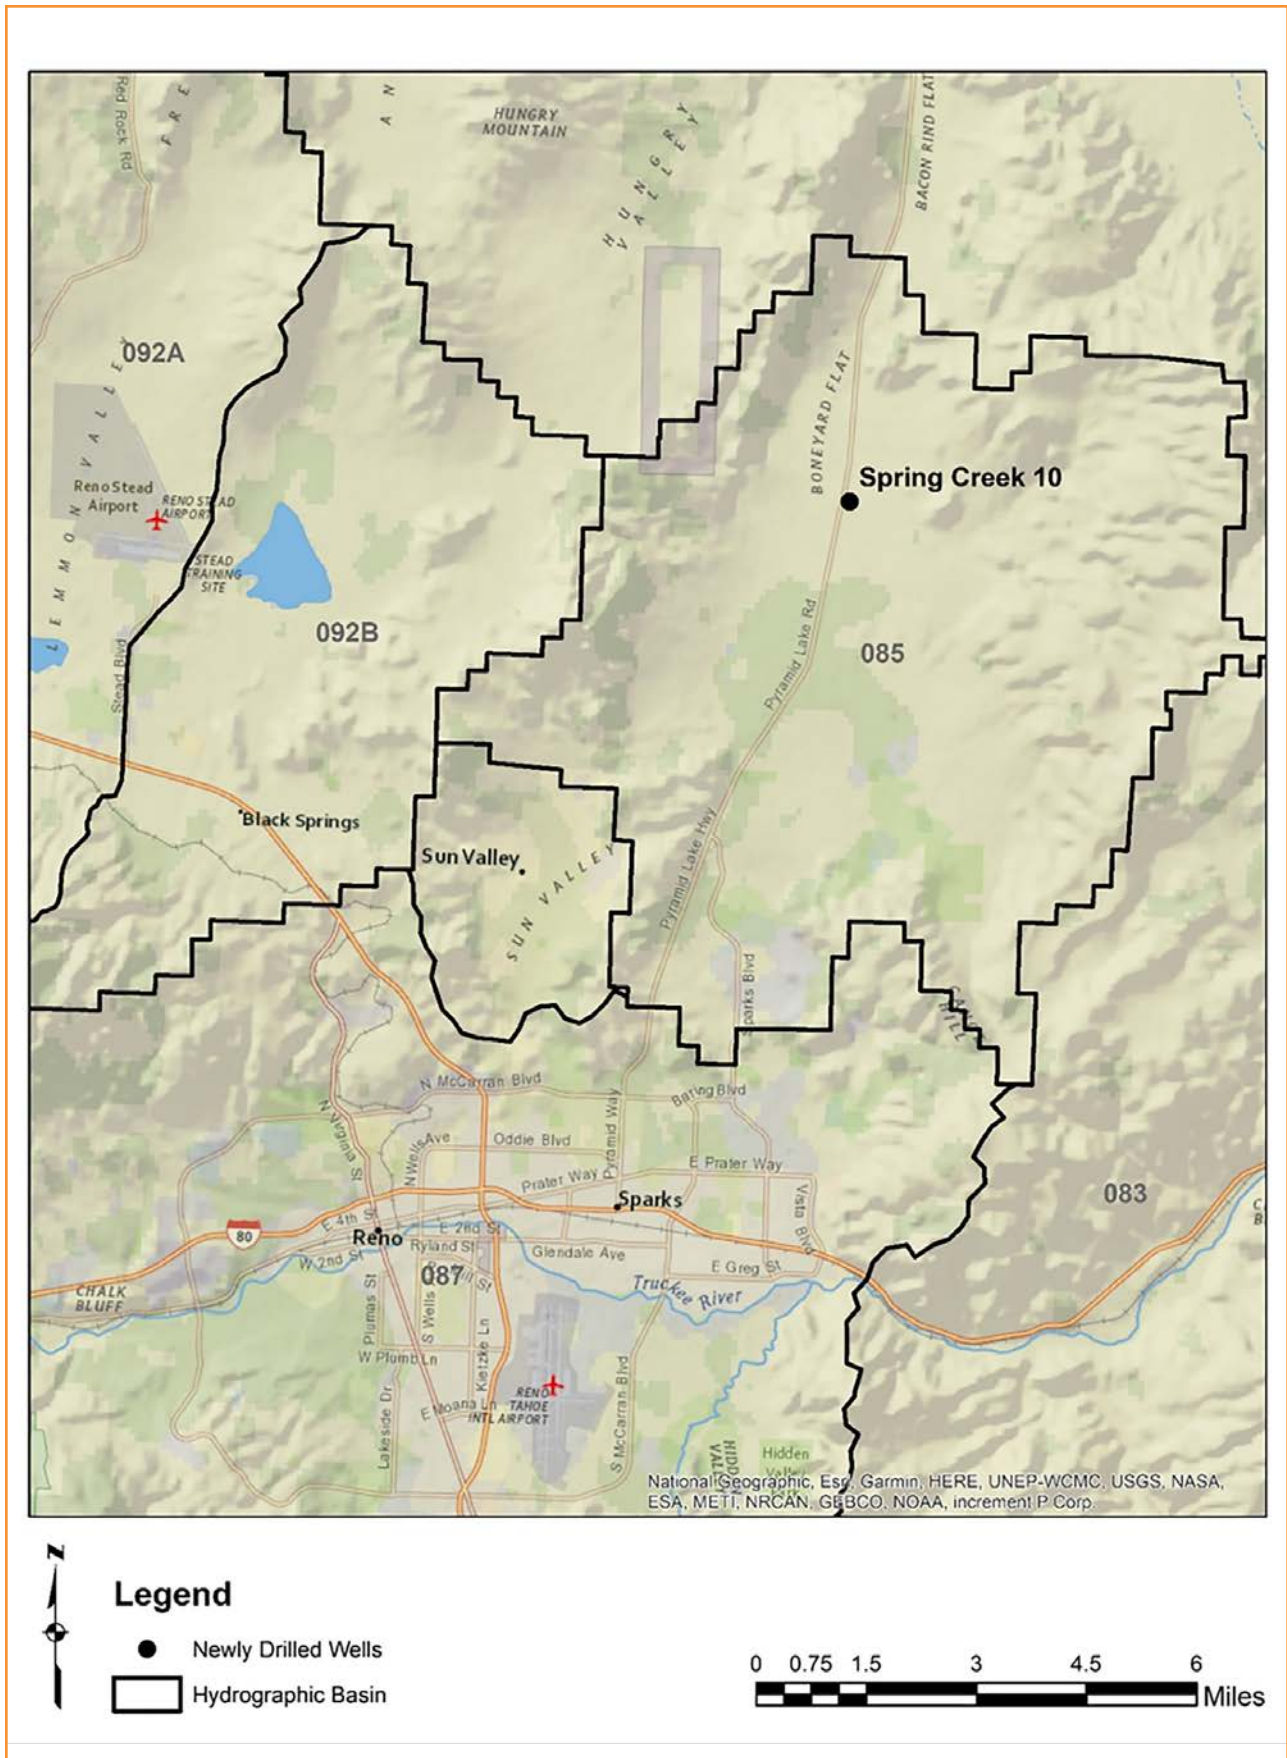 Red Rock Rd
F R E
A N
HUNGRY
MOUNTAIN
H U N G R Y
V A L L E Y
BACON RIND FLAT
092A
L E M M O N V A L L E Y
Reno Stead
Airport
RENO STEAD
AIRPORT
STEAD
TRAINING
SITE
BONEYARD FLAT
Spring Creek 10
092B
085
Stead Blvd
Pyramid Lake Rd
Black Springs
Sun Valley
S U N V A L L E Y
Pyramid Lake Hwy
Sparks Blvd
N McCarran Blvd
Baring Blvd
N Virginia St
N Wells Ave
Oddie Blvd
Pyramid Way
Prater Way
E Prater Way
Vista Blvd
083
Sparks
80
E 4th St
Reno
E 2nd St
W 2nd St
Ryland St
Glendale Ave
E Greg St
087
CHALK
BLUFF
Truckee River
Plumas St
S Wells
Kietzke Ln
W Plumb Ln
Lakeside Dr
E Moana Ln
RENO
TAHOE
INTL AIRPORT
S McCarran Blvd
Hidden
National Geographic, Esri, Garmin, HERE, UNEP-WCMC, USGS, NASA,
ESA, METI, NRCAN, GEBCO, NOAA, increment P Corp.
N
Legend
Newly Drilled Wells
Hydrographic Basin
0 0.75 1.5 3 4.5 6
Miles